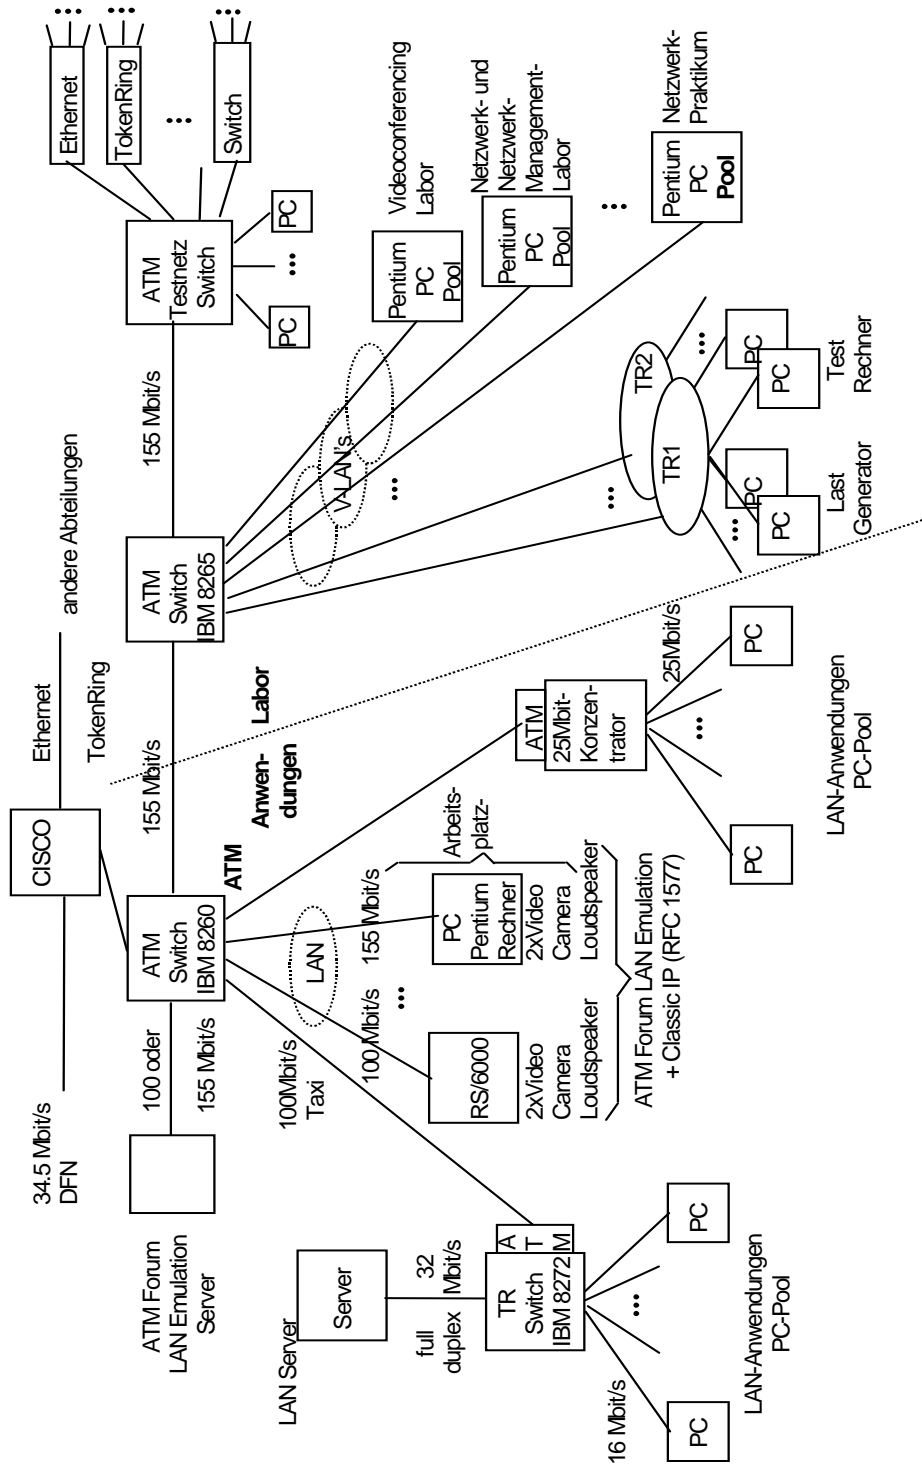 34.5 Mbit/s
DFN
CISCO
Ethernet
TokenRing
andere Abteilungen
ATM Forum
LAN Emulation
Server
100 oder
155 Mbit/s
ATM
Switch
IBM 8260
155 Mbit/s
ATM
Switch
IBM 8265
155 Mbit/s
ATM
Testnetz
Switch
Ethernet
TokenRing
...
Switch
...
...
...
PC
...
PC
ATM
Anwen-
dungen
Labor
LAN Server
Server
full
duplex
32
Mbit/s
TR
Switch
IBM 8272
A
T
M
16 Mbit/s
PC
...
PC
LAN-Anwendungen
PC-Pool
100Mbit/s
Taxi
100 Mbit/s
LAN
155 Mbit/s
...
Arbeits-
platz-
RS/6000
2xVideo
Camera
Loudspeaker
PC
Pentium
Rechner
2xVideo
Camera
Loudspeaker
ATM Forum LAN Emulation
+ Classic IP (RFC 1577)
ATM
25Mbit-
Konzen-
trator
25Mbit/s
PC
...
PC
LAN-Anwendungen
PC-Pool
V-LAN's
...
Pentium
PC
Pool
Videoconferencing
Labor
Pentium
PC
Pool
Netzwerk- und
Netzwerk-
Management-
Labor
...
Pentium
PC
Pool
Netzwerk-
Praktikum
...
TR1
TR2
...
PC
PC
Last
Generator
...
PC
PC
Test
Rechner